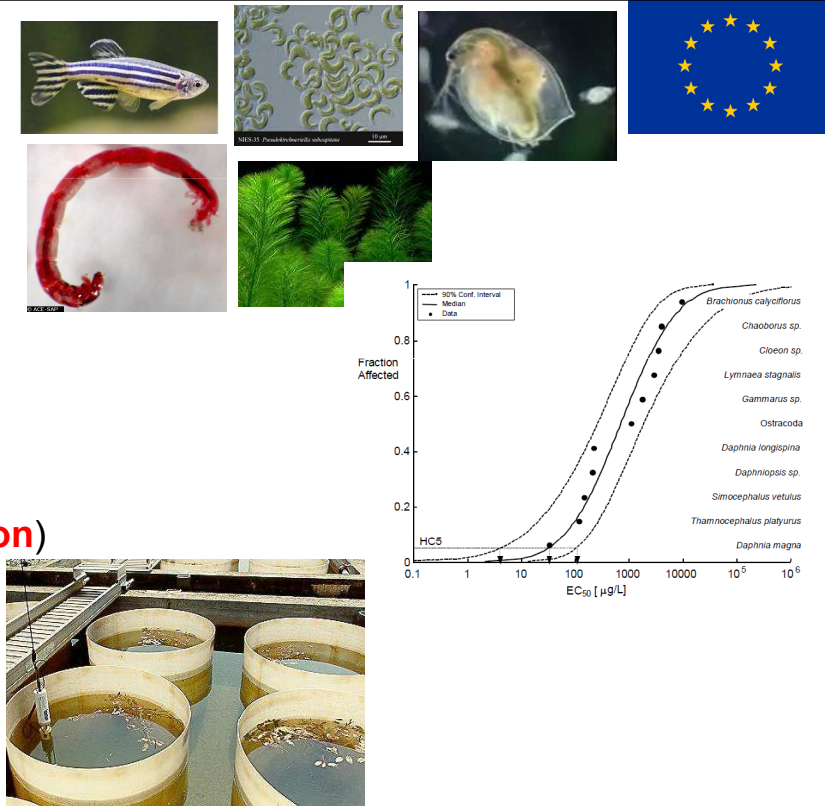 NIES-35 Pseudokirchneriella subcapitata
10 µm
© ACE-SAP
90% Conf. Interval
Median
Data
Fraction
Affected
1
0.8
0.6
0.4
0.2
0
HC5
Brachionus calyciflorus
Chaoborus sp.
Cloeon sp.
Lymnaea stagnalis
Gammarus sp.
Ostracoda
Daphnia longispina
Daphniopsis sp.
Simocephalus vetulus
Thamnocephalus platyurus
Daphnia magna
0.1 1 10 100 1000 10000 10⁵ 10⁶
EC₅₀ [ µg/L]
on)